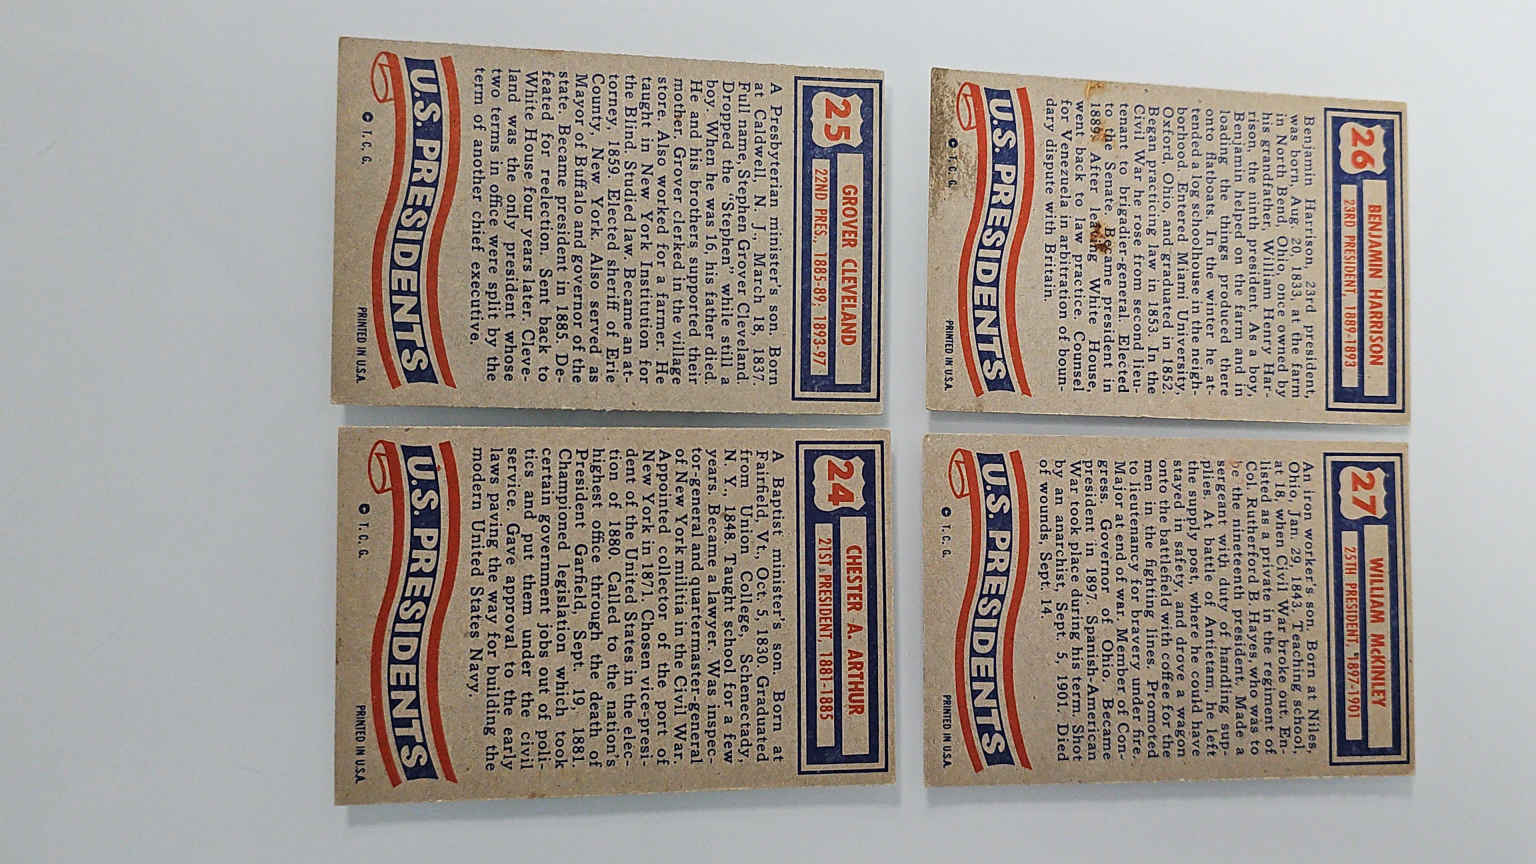 26
BENJAMIN HARRISON
23RD PRESIDENT, 1889-1893
Benjamin Harrison, 23rd president,
was born, Aug. 20, 1833, at the farm
in North Bend, Ohio, once owned by
his grandfather, William Henry Har-
rison, the ninth president. As a boy,
Benjamin helped on the farm and in
loading the things produced there
onto flatboats. In the winter he at-
tended a log schoolhouse in the neigh-
borhood. Entered Miami University,
Oxford, Ohio, and graduated in 1852.
Began practicing law in 1853. In the
Civil War he rose from second lieu-
tenant to brigadier-general. Elected
to the Senate. Became president in
1889. After leaving White House,
went back to law practice. Counsel
for Venezuela in arbitration of boun-
dary dispute with Britain.
U.S. PRESIDENTS
© T. C. G.
PRINTED IN U.S.A.
27
WILLIAM McKINLEY
25TH PRESIDENT, 1897-1901
An iron worker's son. Born at Niles,
Ohio, Jan. 29, 1843. Teaching school,
at 18, when Civil War broke out. En-
listed as a private in the regiment of
Col. Rutherford B. Hayes, who was to
be the nineteenth president. Made a
sergeant with duty of handling sup-
plies. At battle of Antietam, he left
the supply post, where he could have
stayed in safety, and drove a wagon
onto the battlefield with coffee for the
men in the fighting lines. Promoted
to lieutenancy for bravery under fire.
Major at end of war. Member of Con-
gress. Governor of Ohio. Became
president in 1897. Spanish-American
War took place during his term. Shot
by an anarchist, Sept. 5, 1901. Died
of wounds, Sept. 14.
U.S. PRESIDENTS
© T. C. G.
PRINTED IN U.S.A.
25
GROVER CLEVELAND
22ND PRES., 1885-89; 1893-97
A Presbyterian minister's son. Born
at Caldwell, N. J., March 18, 1837.
Full name, Stephen Grover Cleveland.
Dropped the "Stephen" while still a
boy. When he was 16, his father died.
He and his brothers supported their
mother. Grover clerked in the village
store. Also worked for a farmer. He
taught in New York Institution for
the Blind. Studied law. Became an at-
torney, 1859. Elected sheriff of Erie
County, New York. Also served as
Mayor of Buffalo and governor of the
state. Became president in 1885. De-
feated for reelection. Sent back to
White House four years later. Cleve-
land was the only president whose
two terms in office were split by the
term of another chief executive.
U.S. PRESIDENTS
© T. C. G.
PRINTED IN U.S.A.
24
CHESTER A. ARTHUR
21ST PRESIDENT, 1881-1885
A Baptist minister's son. Born at
Fairfield, Vt., Oct. 5, 1830. Graduated
from Union College, Schenectady,
N. Y., 1848. Taught school for a few
years. Became a lawyer. Was inspec-
tor-general and quartermaster-general
of New York militia in the Civil War.
Appointed collector of the port of
New York in 1871. Chosen vice-presi-
dent of the United States in the elec-
tion of 1880. Called to the nation's
highest office through the death of
President Garfield, Sept. 19, 1881.
Championed legislation which took
certain government jobs out of poli-
tics and put them under the civil
service. Gave approval to the early
laws paving the way for building the
modern United States Navy.
U.S. PRESIDENTS
© T. C. G.
PRINTED IN U.S.A.